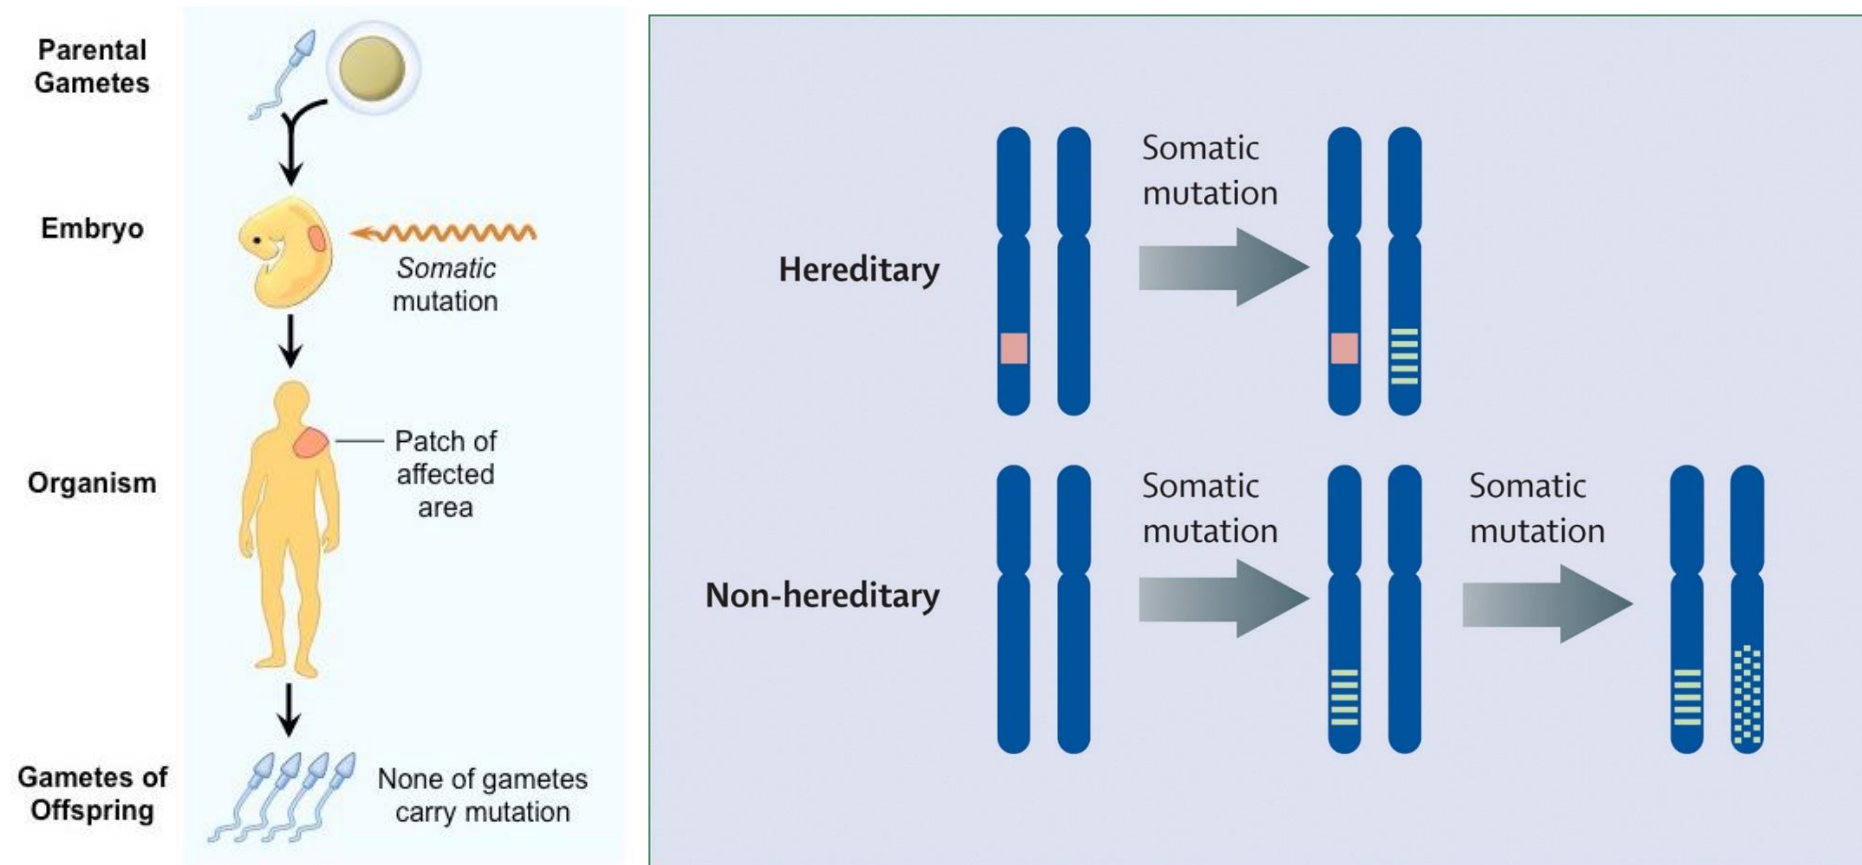 Parental
Gametes
Embryo
Somatic
mutation
Organism
Patch of
affected
area
Gametes of
Offspring
None of gametes
carry mutation
Somatic
mutation
Hereditary
Somatic
mutation
Somatic
mutation
Non-hereditary